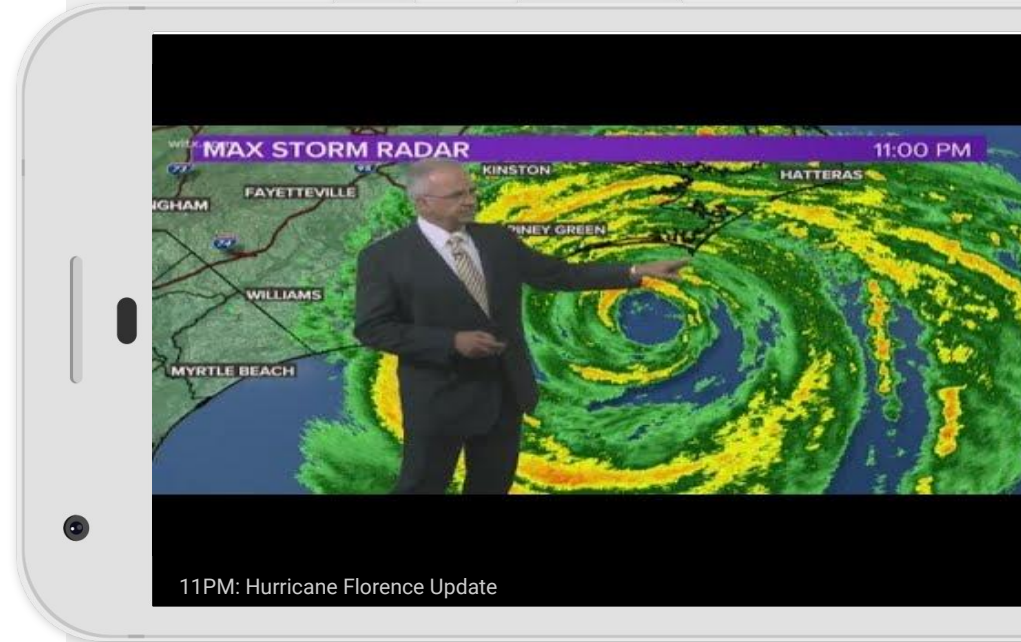 MAX STORM RADAR
11:00 PM
KINSTON
HATTERAS
FAYETTEVILLE
NGHAM
PINEY GREEN
74
WILLIAMS
MYRTLE BEACH
11PM: Hurricane Florence Update